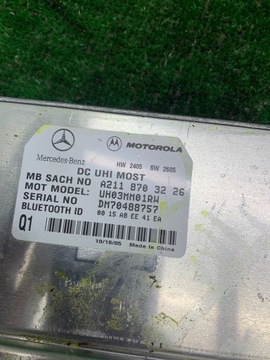 Mercedes-Benz
MOTOROLA
HW 2405 SW 2605
DC UHI MOST
MB SACH NO A211 870 32 26
MOT MODEL: UH03MM01RW
SERIAL NO DM70488757
BLUETOOTH ID 00 15 A8 EE 41 EA
Q1
10/18/05 Made in China